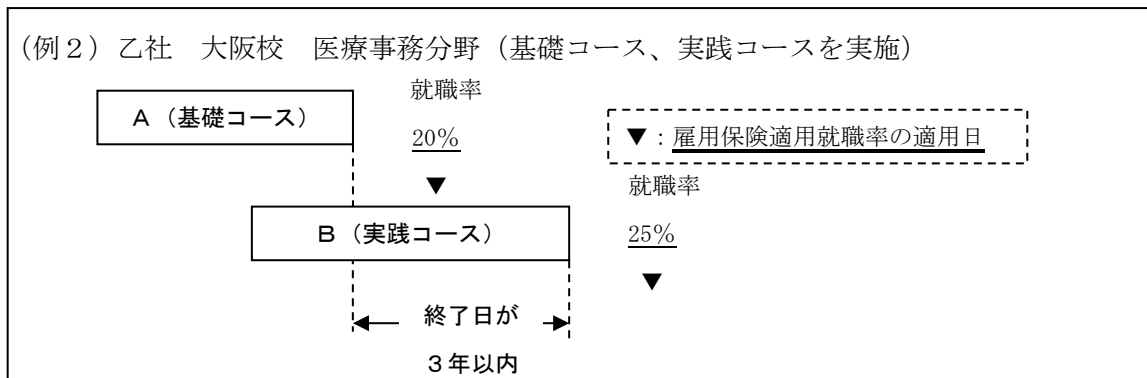 (例2)乙社 大阪校 医療事務分野(基礎コース、実践コースを実施)
A(基礎コース)
就職率
20%
▼
▼:雇用保険適用就職率の適用日
B(実践コース)
就職率
25%
▼
終了日が
3年以内